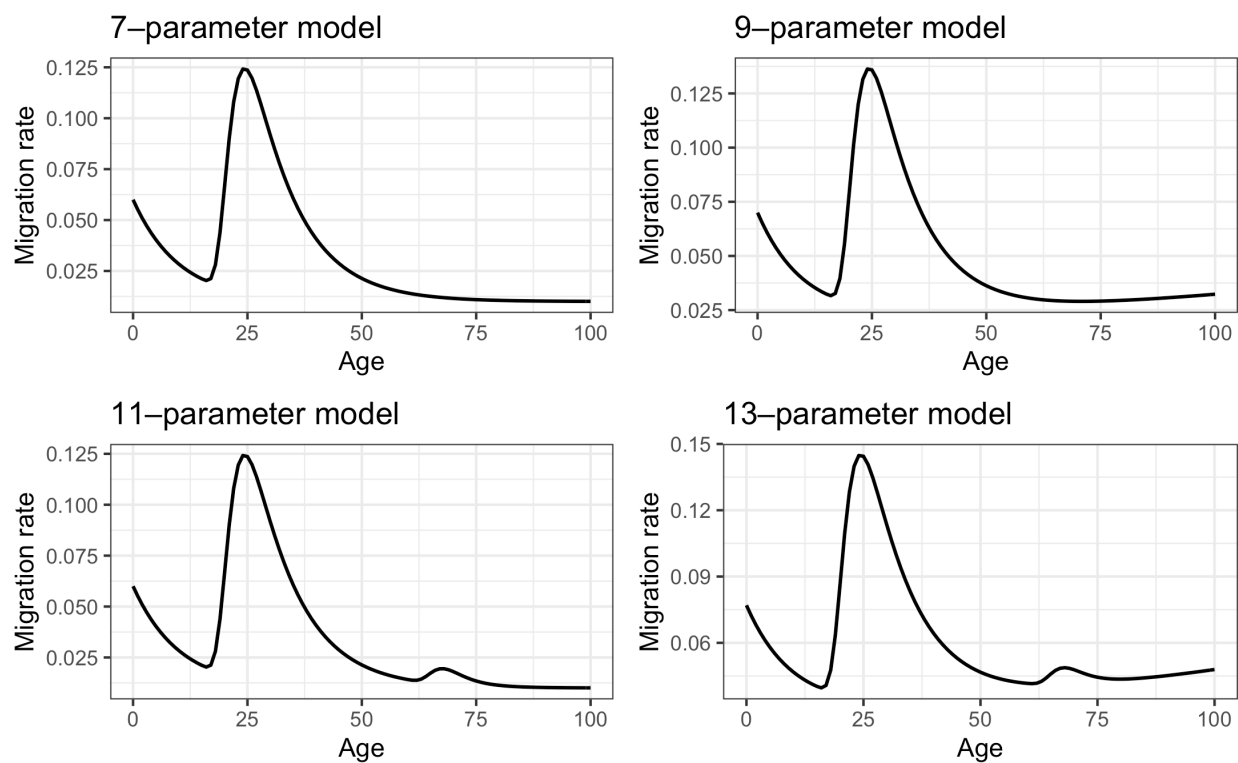 7–parameter model
Migration rate
0.125
0.100
0.075
0.050
0.025
0 25 50 75 100
Age
9–parameter model
Migration rate
0.125
0.100
0.075
0.050
0.025
0 25 50 75 100
Age
11–parameter model
Migration rate
0.125
0.100
0.075
0.050
0.025
0 25 50 75 100
Age
13–parameter model
Migration rate
0.15
0.12
0.09
0.06
0 25 50 75 100
Age